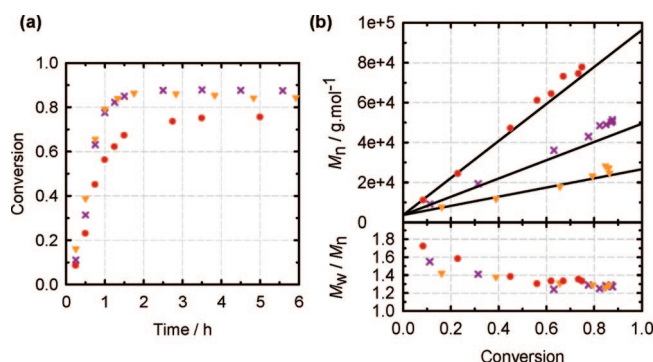 (a)
(b)
1.0
0.8
0.6
0.4
0.2
0.0
Conversion
0
1
2
3
4
5
6
Time / h
1e+5
8e+4
6e+4
4e+4
2e+4
0
Mn / g.mol-1
1.8
1.6
1.4
1.2
1.0
Mw / Mn
0.0
0.2
0.4
0.6
0.8
1.0
Conversion